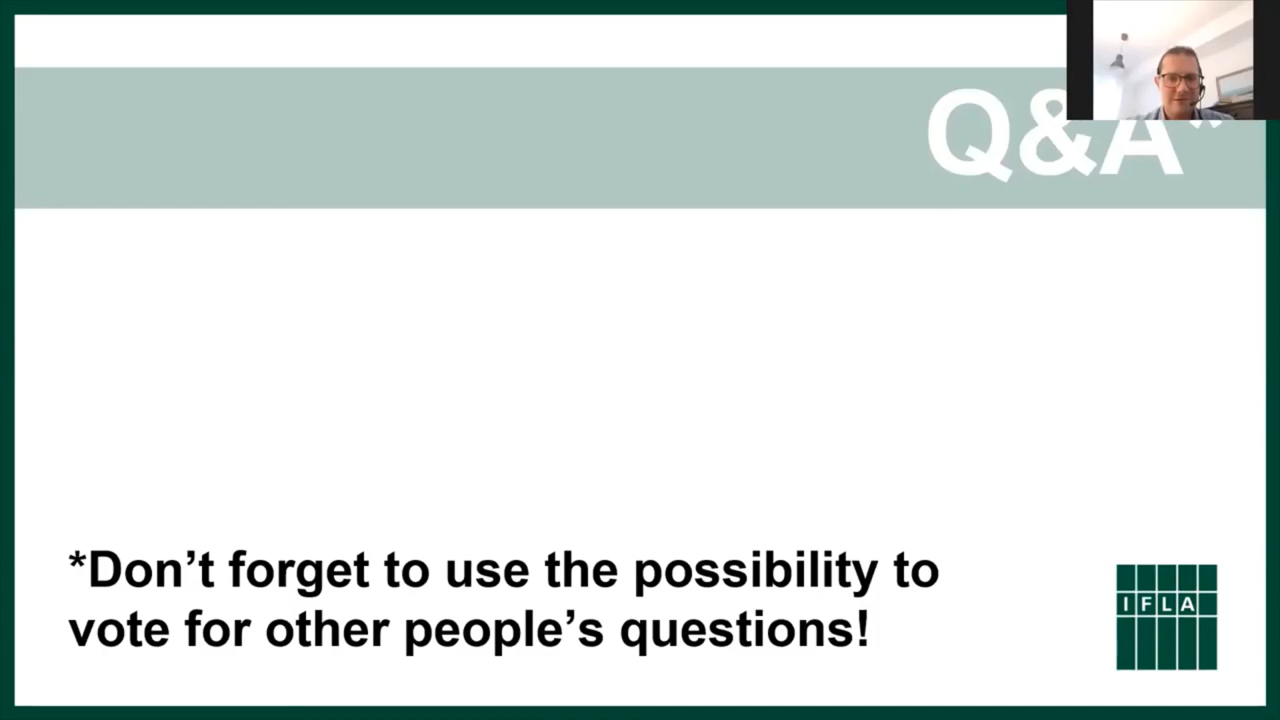 Q&A*
*Don’t forget to use the possibility to
vote for other people’s questions!
IFLA